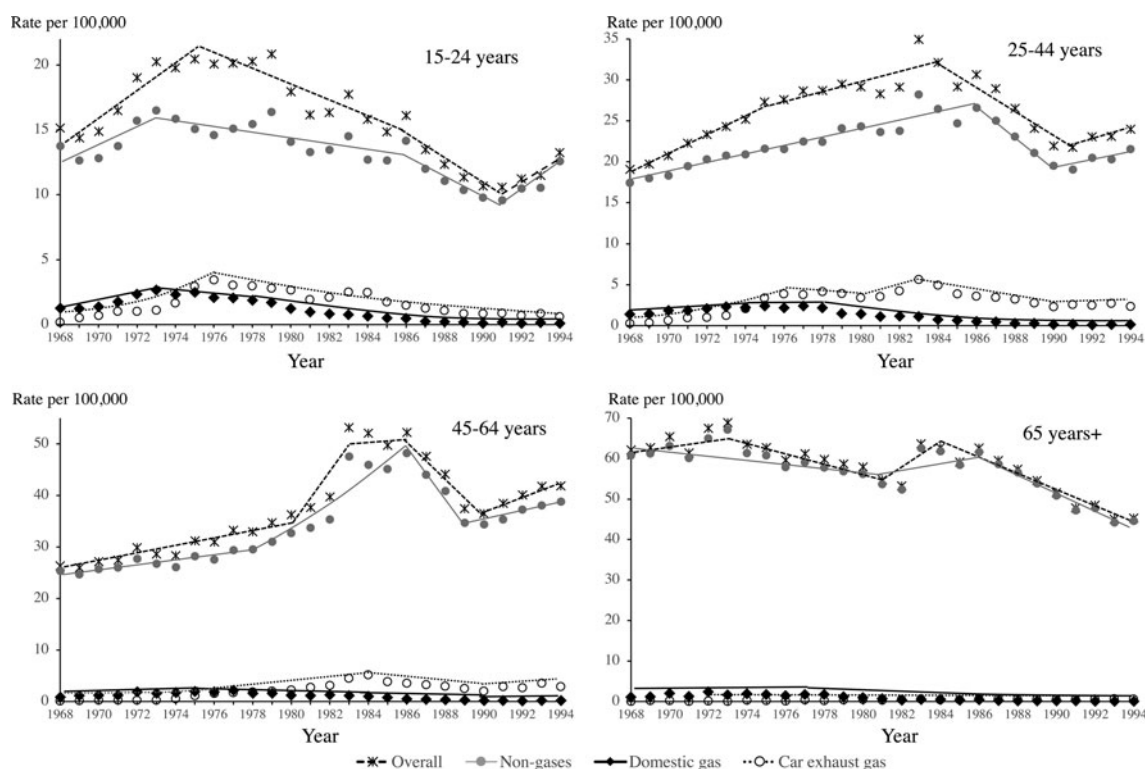 Rate per 100,000
15-24 years
20
15
10
5
0
1968 1970 1972 1974 1976 1978 1980 1982 1984 1986 1988 1990 1992 1994
Year
Rate per 100,000
25-44 years
35
30
25
20
15
10
5
0
1968 1970 1972 1974 1976 1978 1980 1982 1984 1986 1988 1990 1992 1994
Year
Rate per 100,000
45-64 years
50
40
30
20
10
0
1968 1970 1972 1974 1976 1978 1980 1982 1984 1986 1988 1990 1992 1994
Year
Rate per 100,000
65 years+
70
60
50
40
30
20
10
0
1968 1970 1972 1974 1976 1978 1980 1982 1984 1986 1988 1990 1992 1994
Year
Overall Non-gases Domestic gas Car exhaust gas